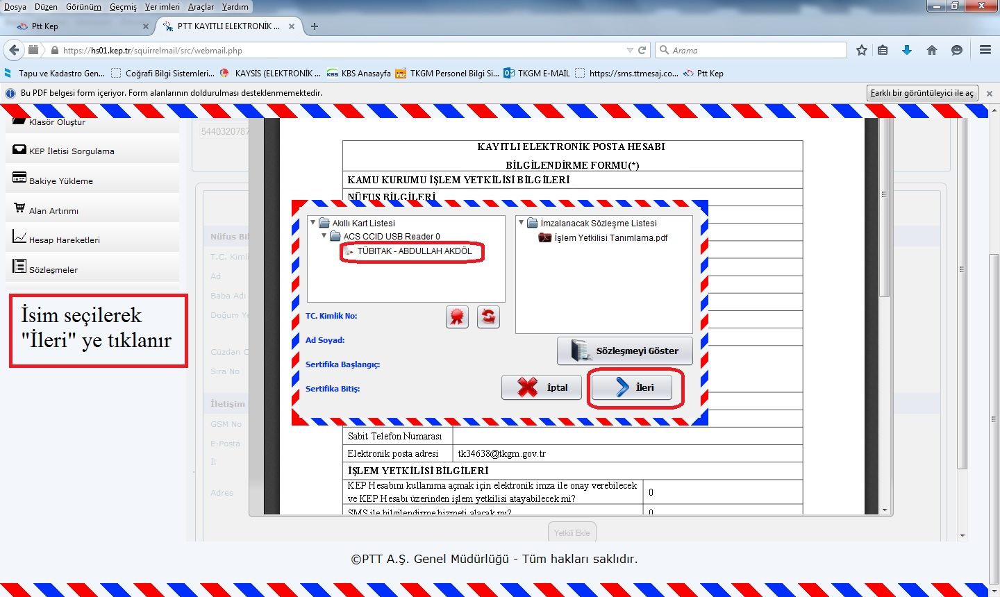 Dosya Düzen Görünüm Geçmiş Yer imleri Araçlar Yardım
Ptt Kep
PTT KAYITLI ELEKTRONİK ...
https://hs01.kep.tr/squirrelmail/src/webmail.php
Arama
Tapu ve Kadastro Gen...
Coğrafi Bilgi Sistemleri...
KAYSİS (ELEKTRONİK ...
KBS Anasayfa
TKGM Personel Bilgi Si...
TKGM E-MAİL
https://sms.ttmesaj.co...
Ptt Kep
Bu PDF belgesi form içeriyor. Form alanlarının doldurulması desteklenmemektedir.
Farklı bir görüntüleyici ile aç
Klasör Oluştur
KEP İletisi Sorgulama
Bakiye Yükleme
Alan Artırımı
Hesap Hareketleri
Sözleşmeler
İsim seçilerek
"İleri" ye tıklanır
5440320787
Nüfus Bil
T.C. Kimli
Ad
Baba Adı
Doğum Ye
Cüzdan
Sıra No
İletişim
GSM No
E-Posta
İl
Adres
KAYITLI ELEKTRONİK POSTA HESABI
BİLGİLENDİRME FORMU(*)
KAMU KURUMU İŞLEM YETKİLİSİ BİLGİLERİ
NÜFUS BİLGİLERİ
Akıllı Kart Listesi
ACS CCID USB Reader 0
TÜBITAK - ABDULLAH AKDÖL
İmzalanacak Sözleşme Listesi
İşlem Yetkilisi Tanımlama.pdf
TC. Kimlik No:
Ad Soyad:
Sertifika Başlangıç:
Sertifika Bitiş:
Sözleşmeyi Göster
İptal
İleri
Sabit Telefon Numarası
Elektronik posta adresi tk34638@tkgm.gov.tr
İŞLEM YETKİLİSİ BİLGİLERİ
KEP Hesabını kullanıma açmak için elektronik imza ile onay verebilecek
ve KEP Hesabı üzerinden işlem yetkilisi atayabilecek mi? 0
SMS ile bilgilendirme hizmeti alacak mı? 0
Yetkili Ekle
©PTT A.Ş. Genel Müdürlüğü - Tüm hakları saklıdır.